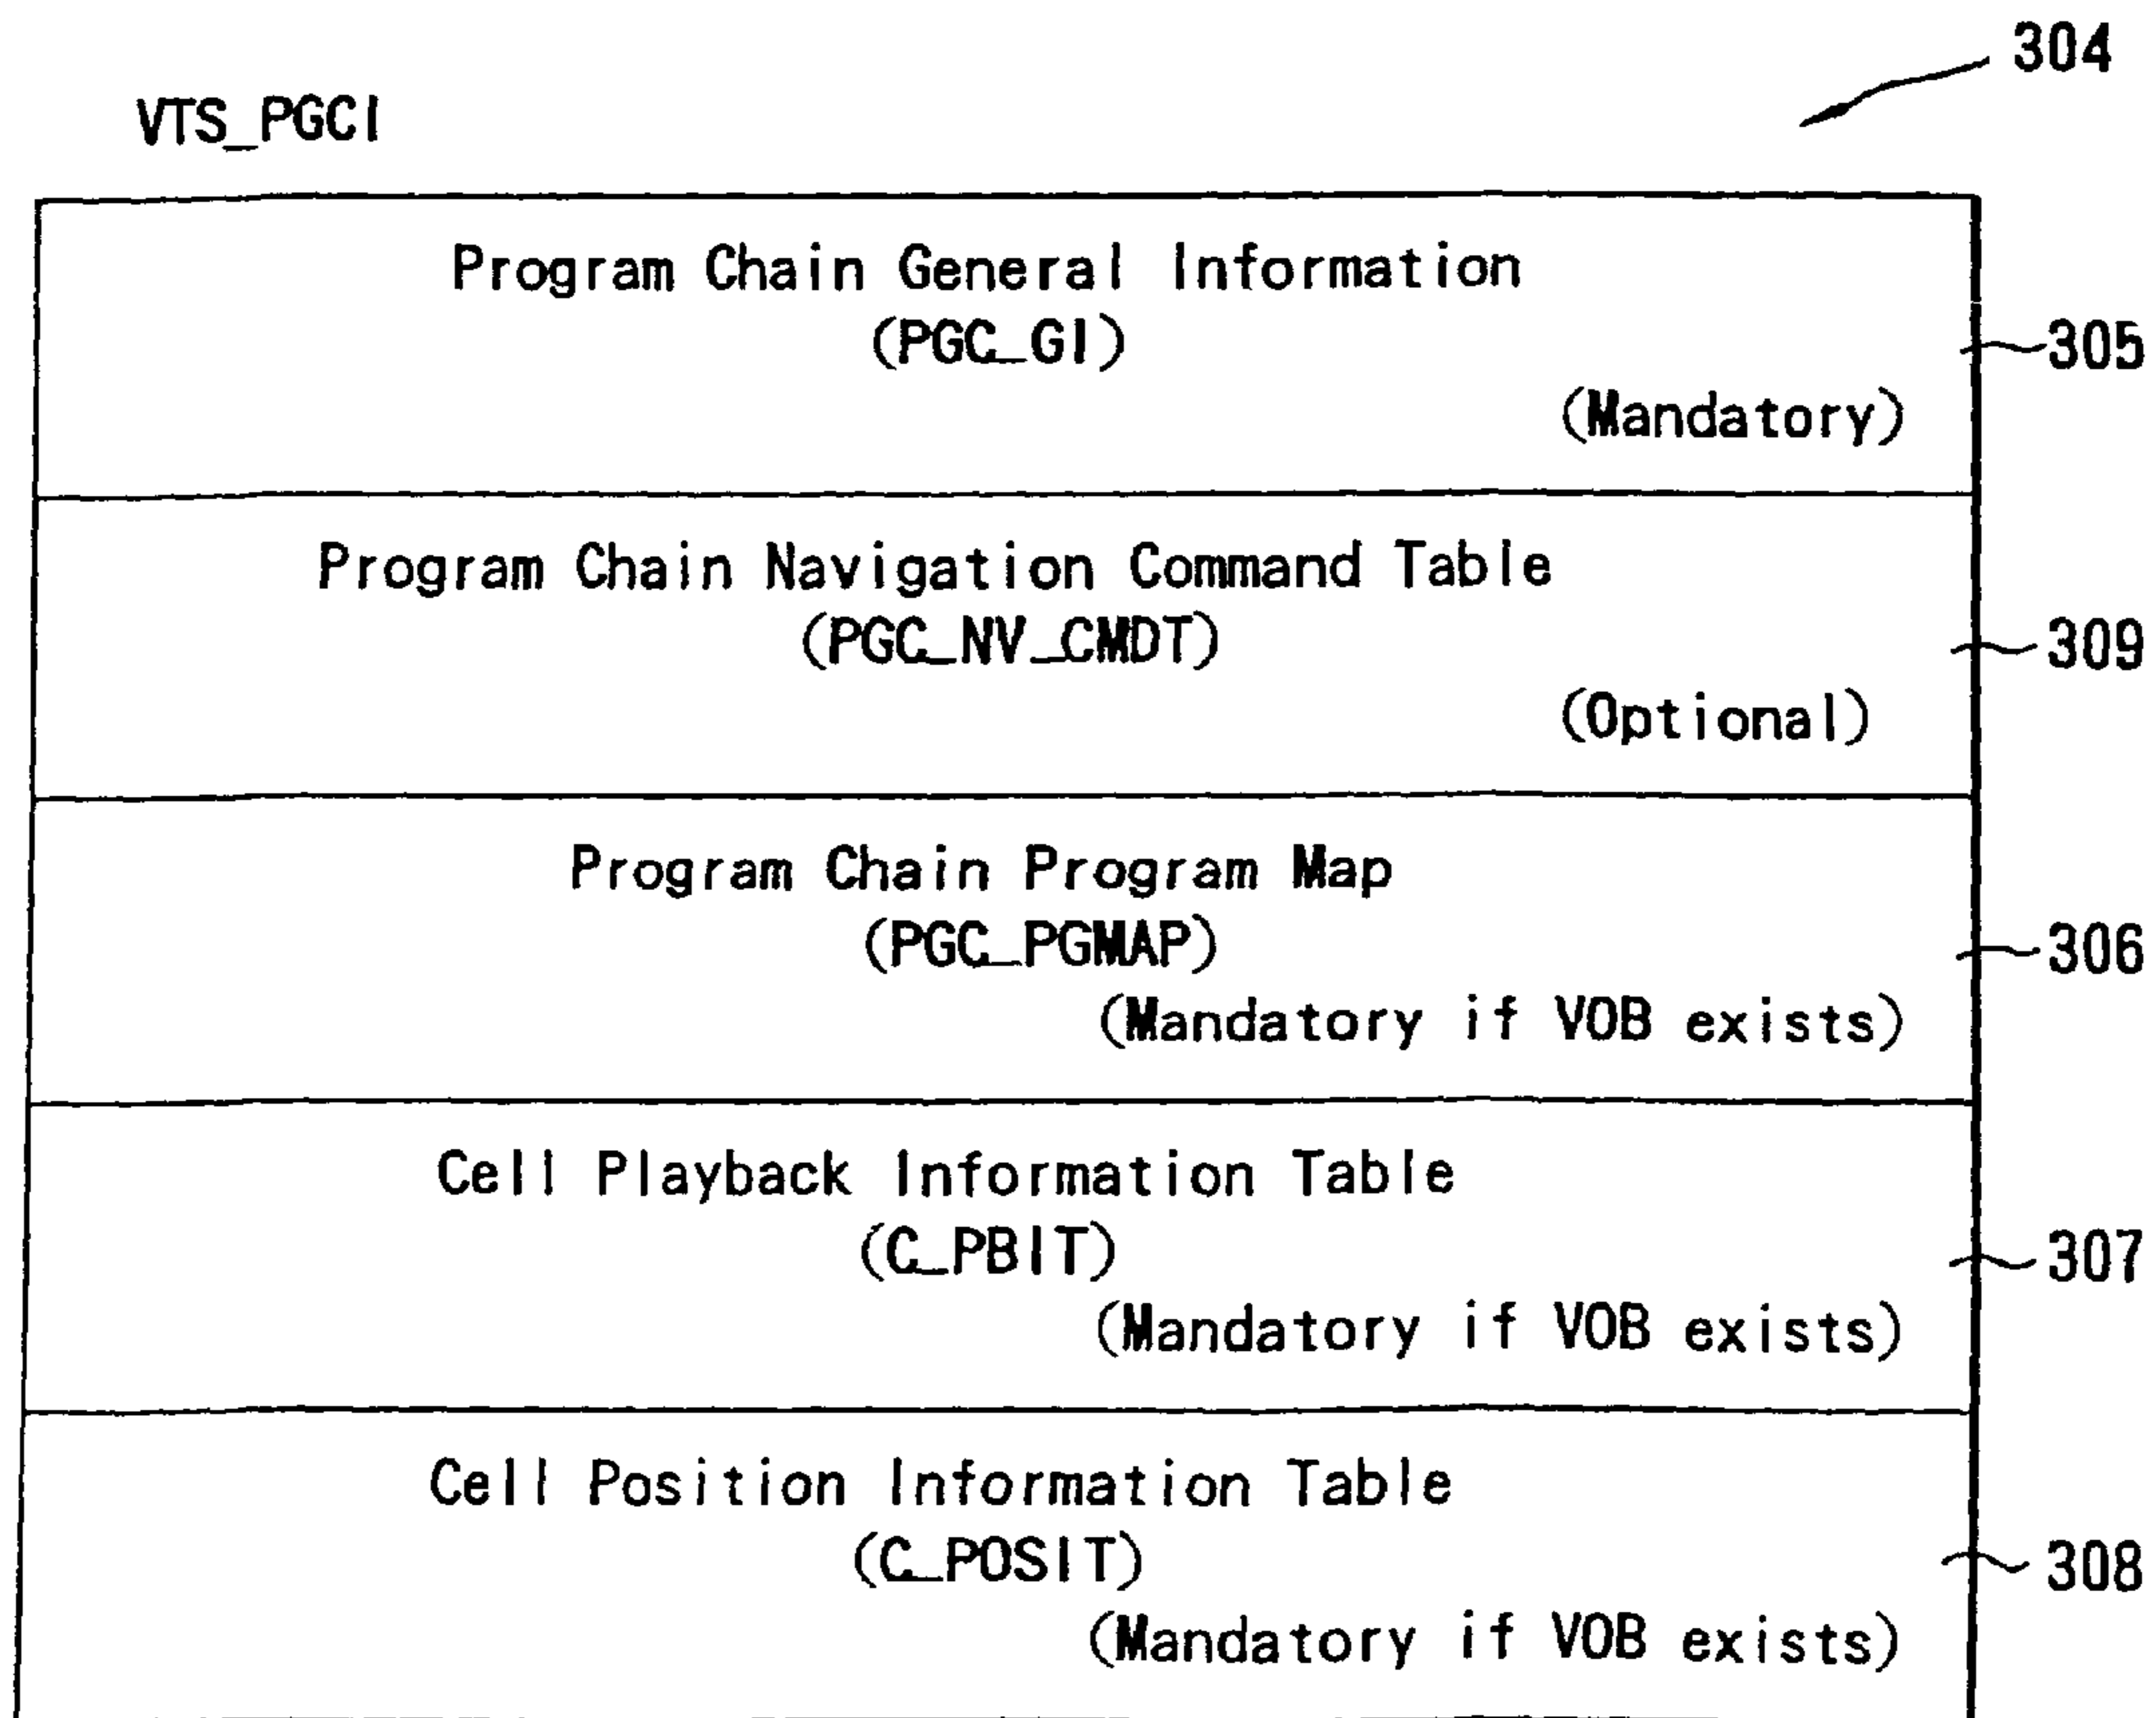 304
VTS_PGCI
Program Chain General Information
(PGC_GI)
(Mandatory)
305
Program Chain Navigation Command Table
(PGC_NV_CMDT)
(Optional)
309
Program Chain Program Map
(PGC_PGMAP)
(Mandatory if VOB exists)
306
Cell Playback Information Table
(C_PBIT)
(Mandatory if VOB exists)
307
Cell Position Information Table
(C_POSIT)
(Mandatory if VOB exists)
308